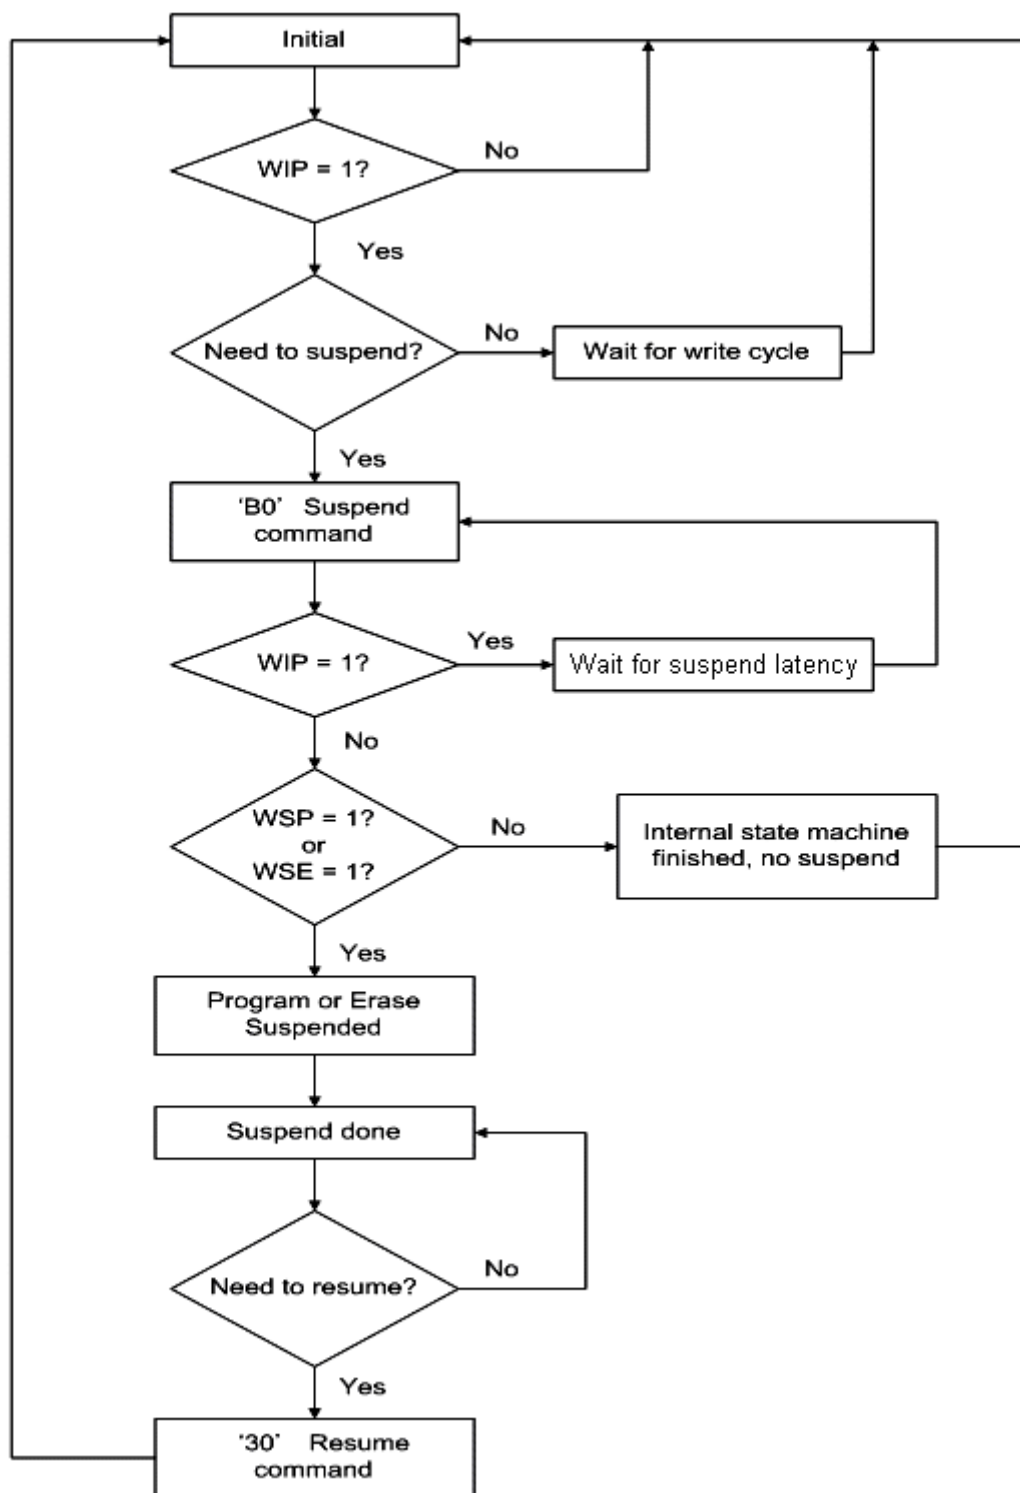 Initial
WIP = 1?
No
Yes
Need to suspend?
No
Wait for write cycle
Yes
‘B0’ Suspend
command
WIP = 1?
Yes
Wait for suspend latency
No
WSP = 1?
or
WSE = 1?
No
Internal state machine
finished, no suspend
Yes
Program or Erase
Suspended
Suspend done
Need to resume?
No
Yes
‘30’ Resume
command